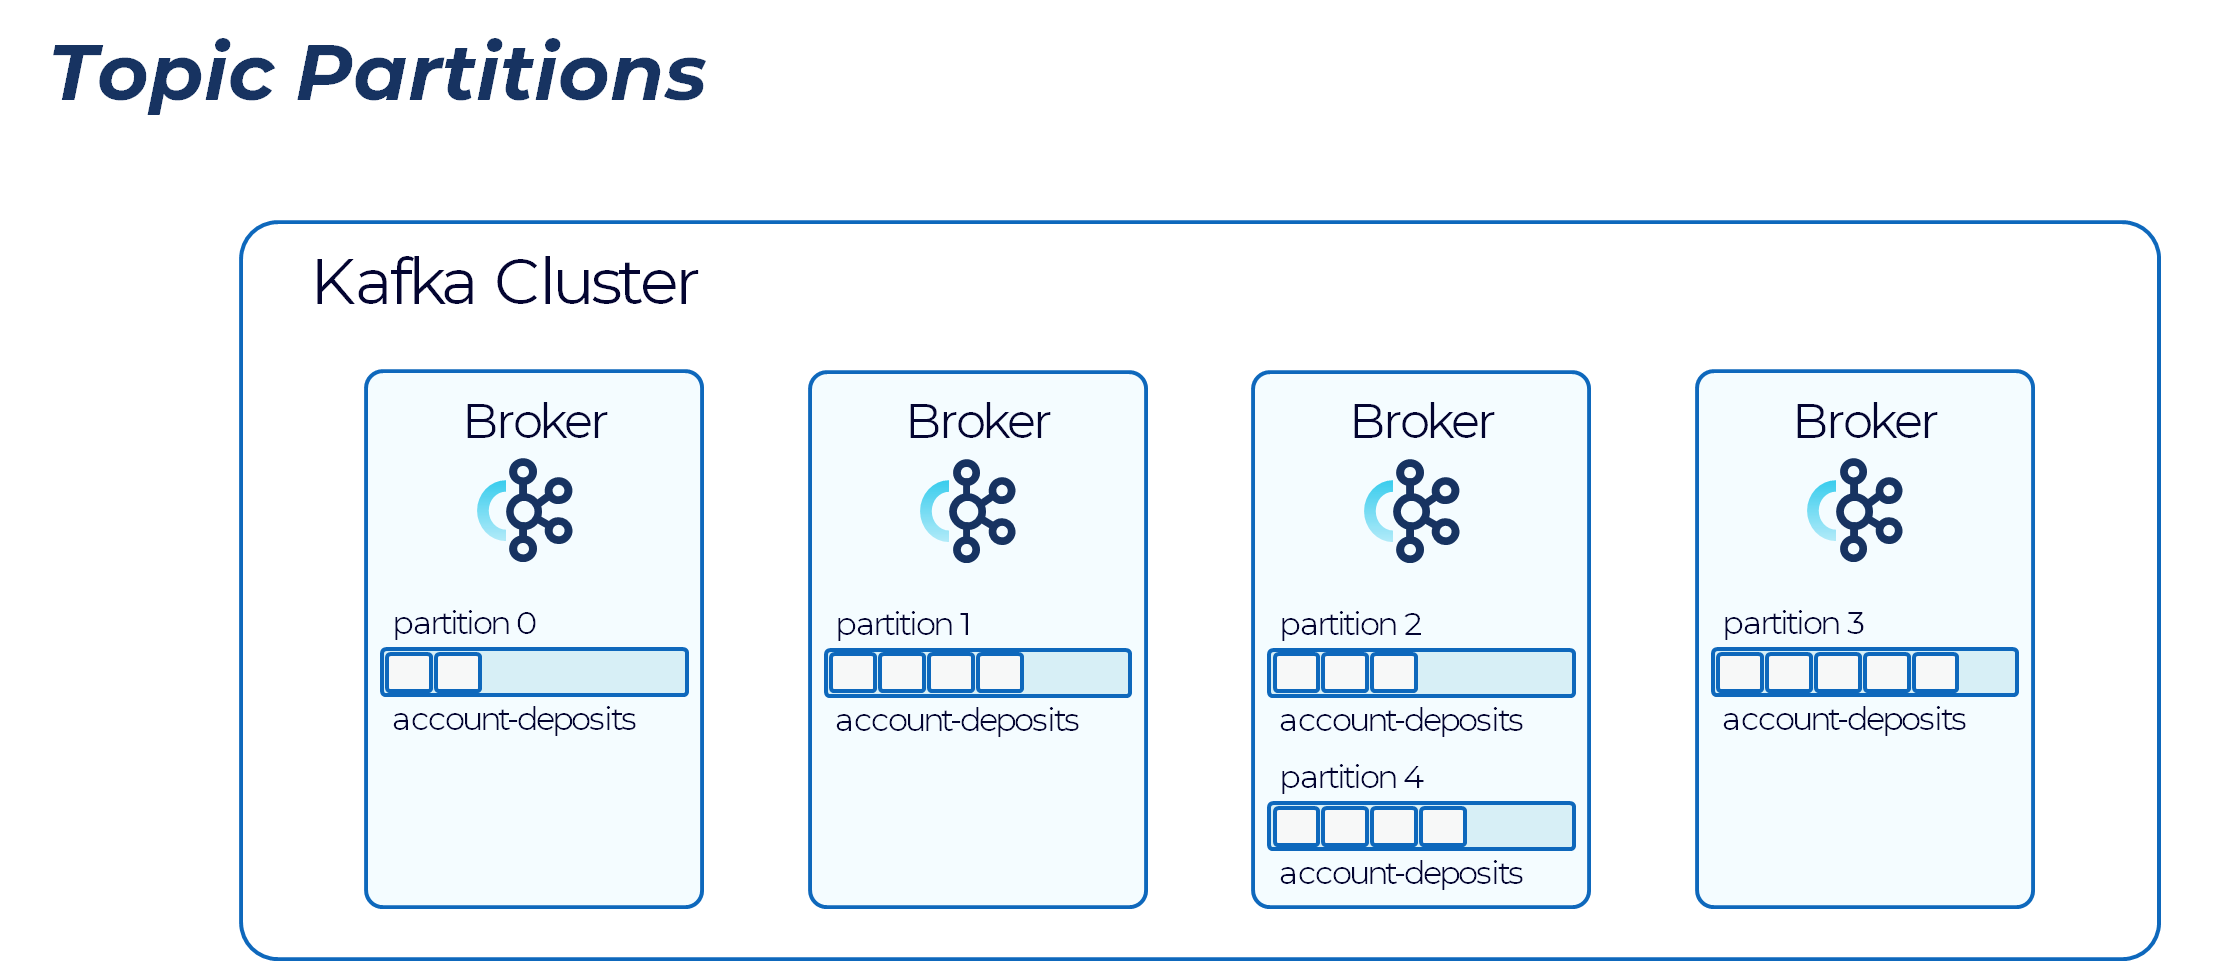 Topic Partitions
Kafka Cluster
Broker
partition 0
account-deposits
Broker
partition 1
account-deposits
Broker
partition 2
account-deposits
partition 4
account-deposits
Broker
partition 3
account-deposits